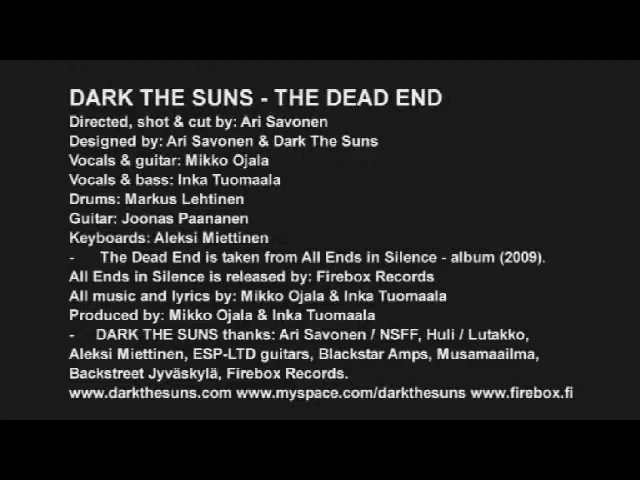 DARK THE SUNS - THE DEAD END
Directed, shot & cut by: Ari Savonen
Designed by: Ari Savonen & Dark The Suns
Vocals & guitar: Mikko Ojala
Vocals & bass: Inka Tuomaala
Drums: Markus Lehtinen
Guitar: Joonas Paananen
Keyboards: Aleksi Miettinen
- The Dead End is taken from All Ends in Silence - album (2009).
All Ends in Silence is released by: Firebox Records
All music and lyrics by: Mikko Ojala & Inka Tuomaala
Produced by: Mikko Ojala & Inka Tuomaala
- DARK THE SUNS thanks: Ari Savonen / NSFF, Huli / Lutakko,
Aleksi Miettinen, ESP-LTD guitars, Blackstar Amps, Musamaailma,
Backstreet Jyväskylä, Firebox Records.
www.darkthesuns.com www.myspace.com/darkthesuns www.firebox.fi